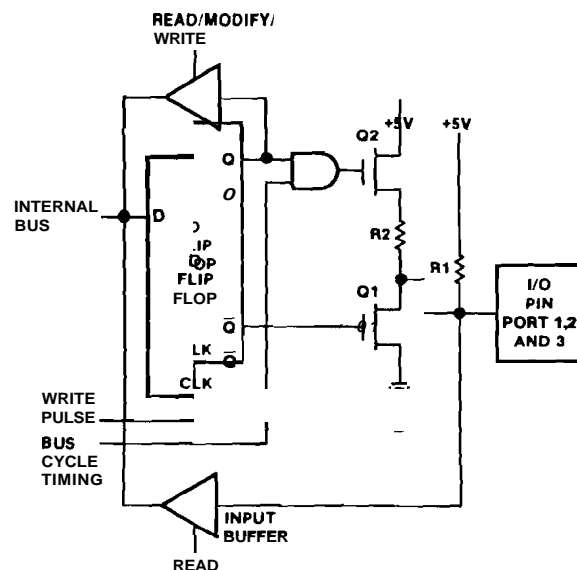 READ/MODIFY/
WRITE
+5V
+5V
Q2
Q
O
INTERNAL
BUS
D
R2
R1
FLIP
FLOP
Q1
I/O
PIN
PORT 1,2
AND 3
Q̅
Q̅
CLK
WRITE
PULSE
BUS
CYCLE
TIMING
INPUT
BUFFER
READ